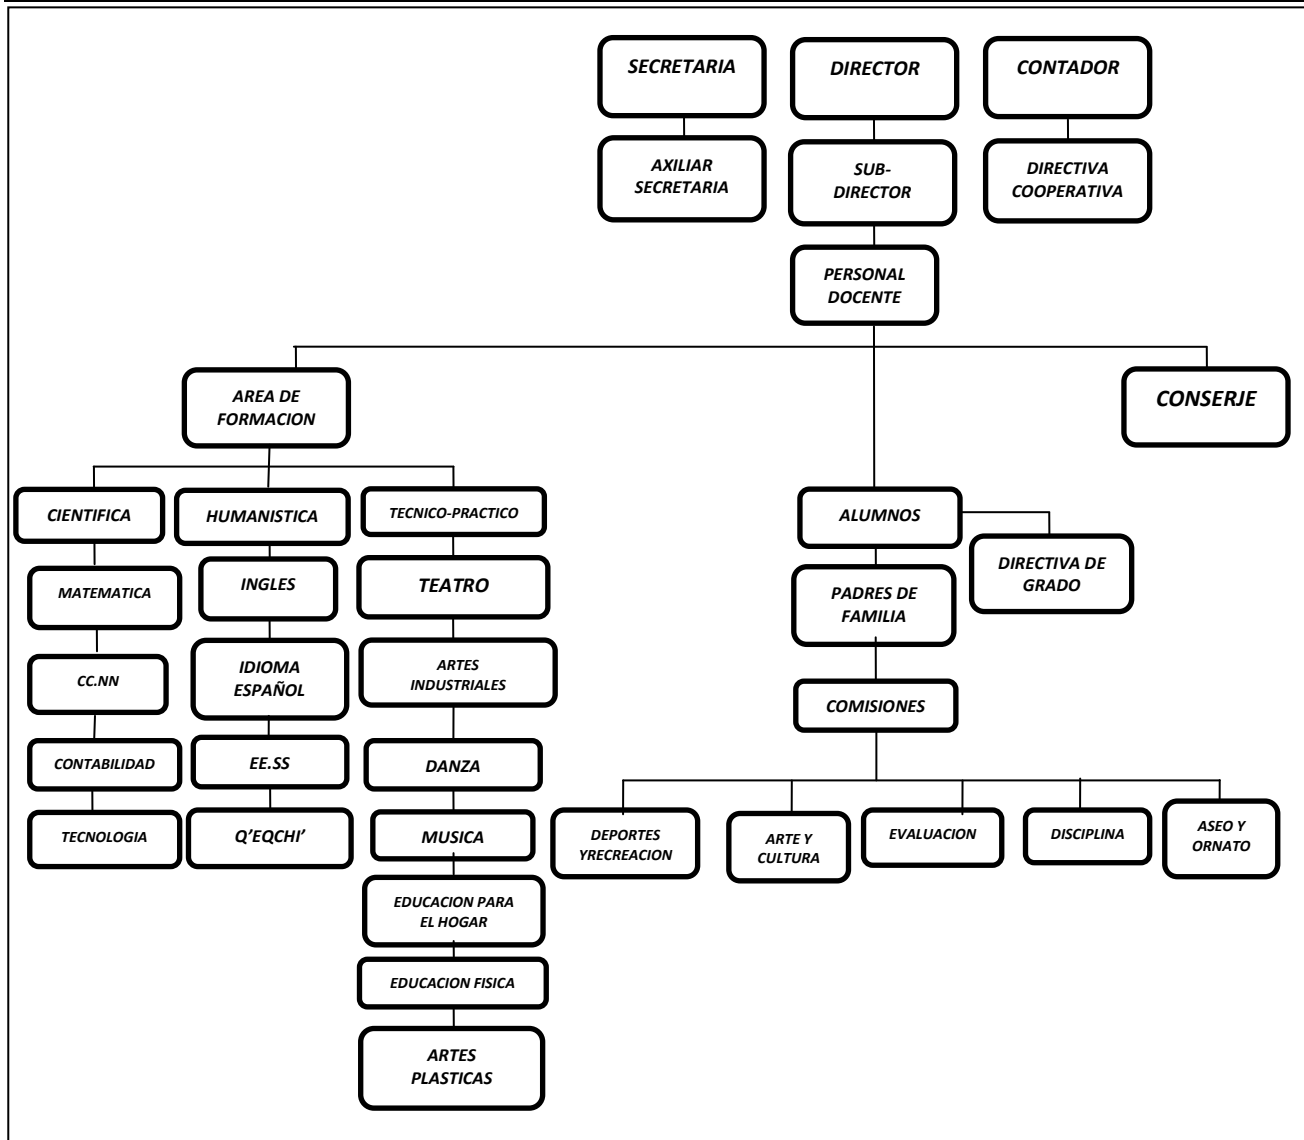 SECRETARIA
DIRECTOR
CONTADOR
AXILIAR
SECRETARIA
SUB-
DIRECTOR
DIRECTIVA
COOPERATIVA
PERSONAL
DOCENTE
AREA DE
FORMACION
CONSERJE
CIENTIFICA
HUMANISTICA
TECNICO-PRACTICO
ALUMNOS
DIRECTIVA DE
GRADO
MATEMATICA
INGLES
TEATRO
PADRES DE
FAMILIA
CC.NN
IDIOMA
ESPAÑOL
ARTES
INDUSTRIALES
COMISIONES
CONTABILIDAD
EE.SS
DANZA
TECNOLOGIA
Q'EQCHI'
MUSICA
DEPORTES
YRECREACION
ARTE Y
CULTURA
EVALUACION
DISCIPLINA
ASEO Y
ORNATO
EDUCACION PARA
EL HOGAR
EDUCACION FISICA
ARTES
PLASTICAS